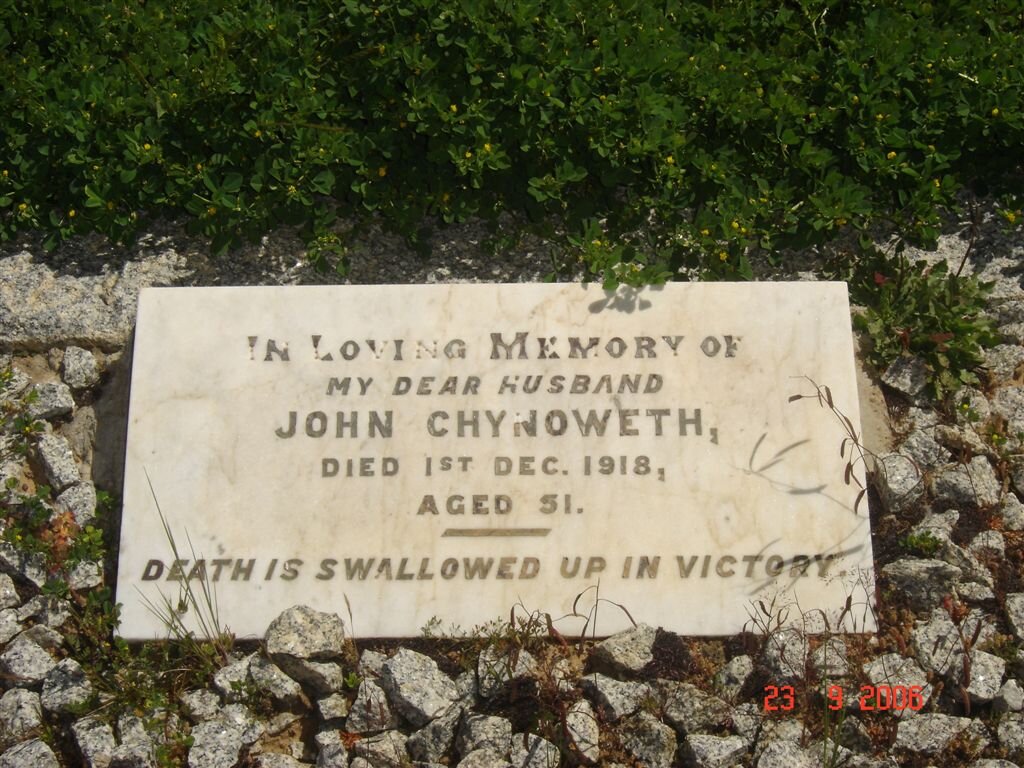 IN LOVING MEMORY OF
MY DEAR HUSBAND
JOHN CHYNOWETH,
DIED 1ST DEC. 1918,
AGED 51.
DEATH IS SWALLOWED UP IN VICTORY.
23 9 2006